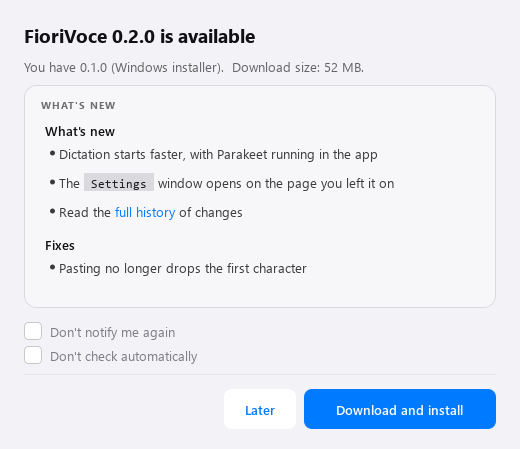 FioriVoce 0.2.0 is available
You have 0.1.0 (Windows installer).  Download size: 52 MB.
WHAT'S NEW
What's new
• Dictation starts faster, with Parakeet running in the app
• The Settings window opens on the page you left it on
• Read the full history of changes
Fixes
• Pasting no longer drops the first character
Don't notify me again
Don't check automatically
Later
Download and install